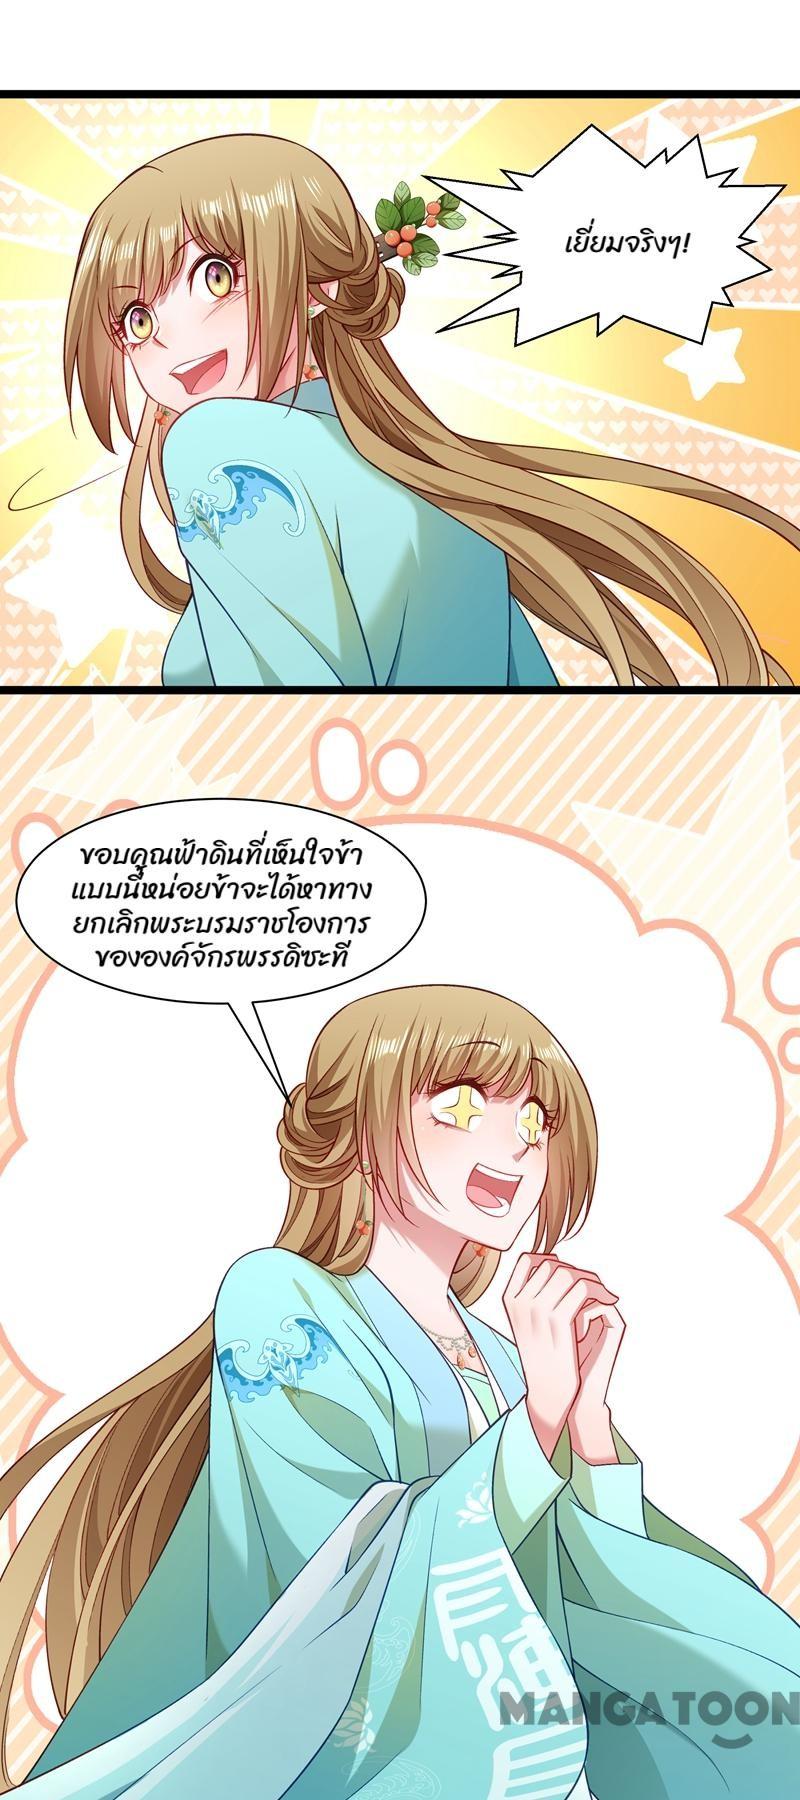 เยี่ยมจริงๆ!
ขอบคุณฟ้าดินที่เห็นใจข้า
แบบนี้หน่อยข้าจะได้หาทาง
ยกเลิกพระบรมราชโองการ
ขององค์จักรพรรดิซะที
MANGATOON